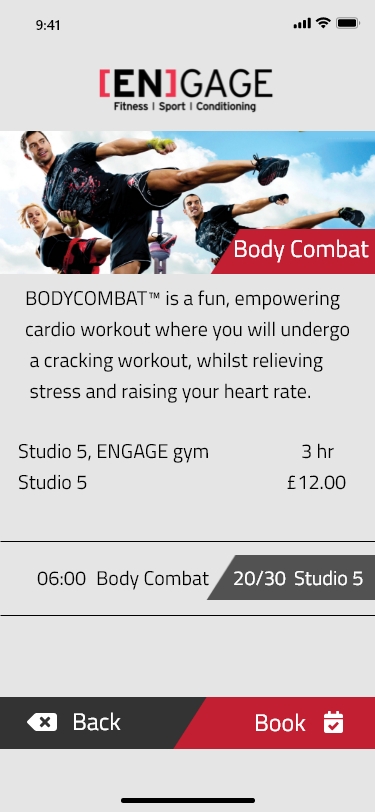 9:41
[EN]GAGE
Fitness | Sport | Conditioning
Body Combat
BODYCOMBAT™ is a fun, empowering
cardio workout where you will undergo
a cracking workout, whilst relieving
stress and raising your heart rate.
Studio 5, ENGAGE gym 3 hr
Studio 5 £12.00
06:00 Body Combat 20/30 Studio 5
Back Book